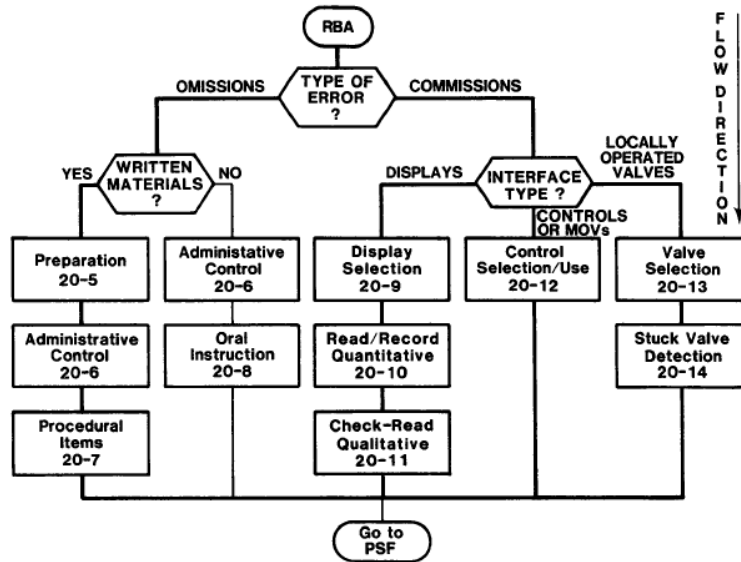 RBA
FLOW DIRECTION
TYPE OF
ERROR
?
OMISSIONS
COMMISSIONS
WRITTEN
MATERIALS
?
YES
NO
INTERFACE
TYPE ?
DISPLAYS
LOCALLY
OPERATED
VALVES
CONTROLS
OR MOVs
Preparation
20-5
Administative
Control
20-6
Display
Selection
20-9
Control
Selection/Use
20-12
Valve
Selection
20-13
Administrative
Control
20-6
Oral
Instruction
20-8
Read/Record
Quantitative
20-10
Stuck Valve
Detection
20-14
Procedural
Items
20-7
Check-Read
Qualitative
20-11
Go to
PSF